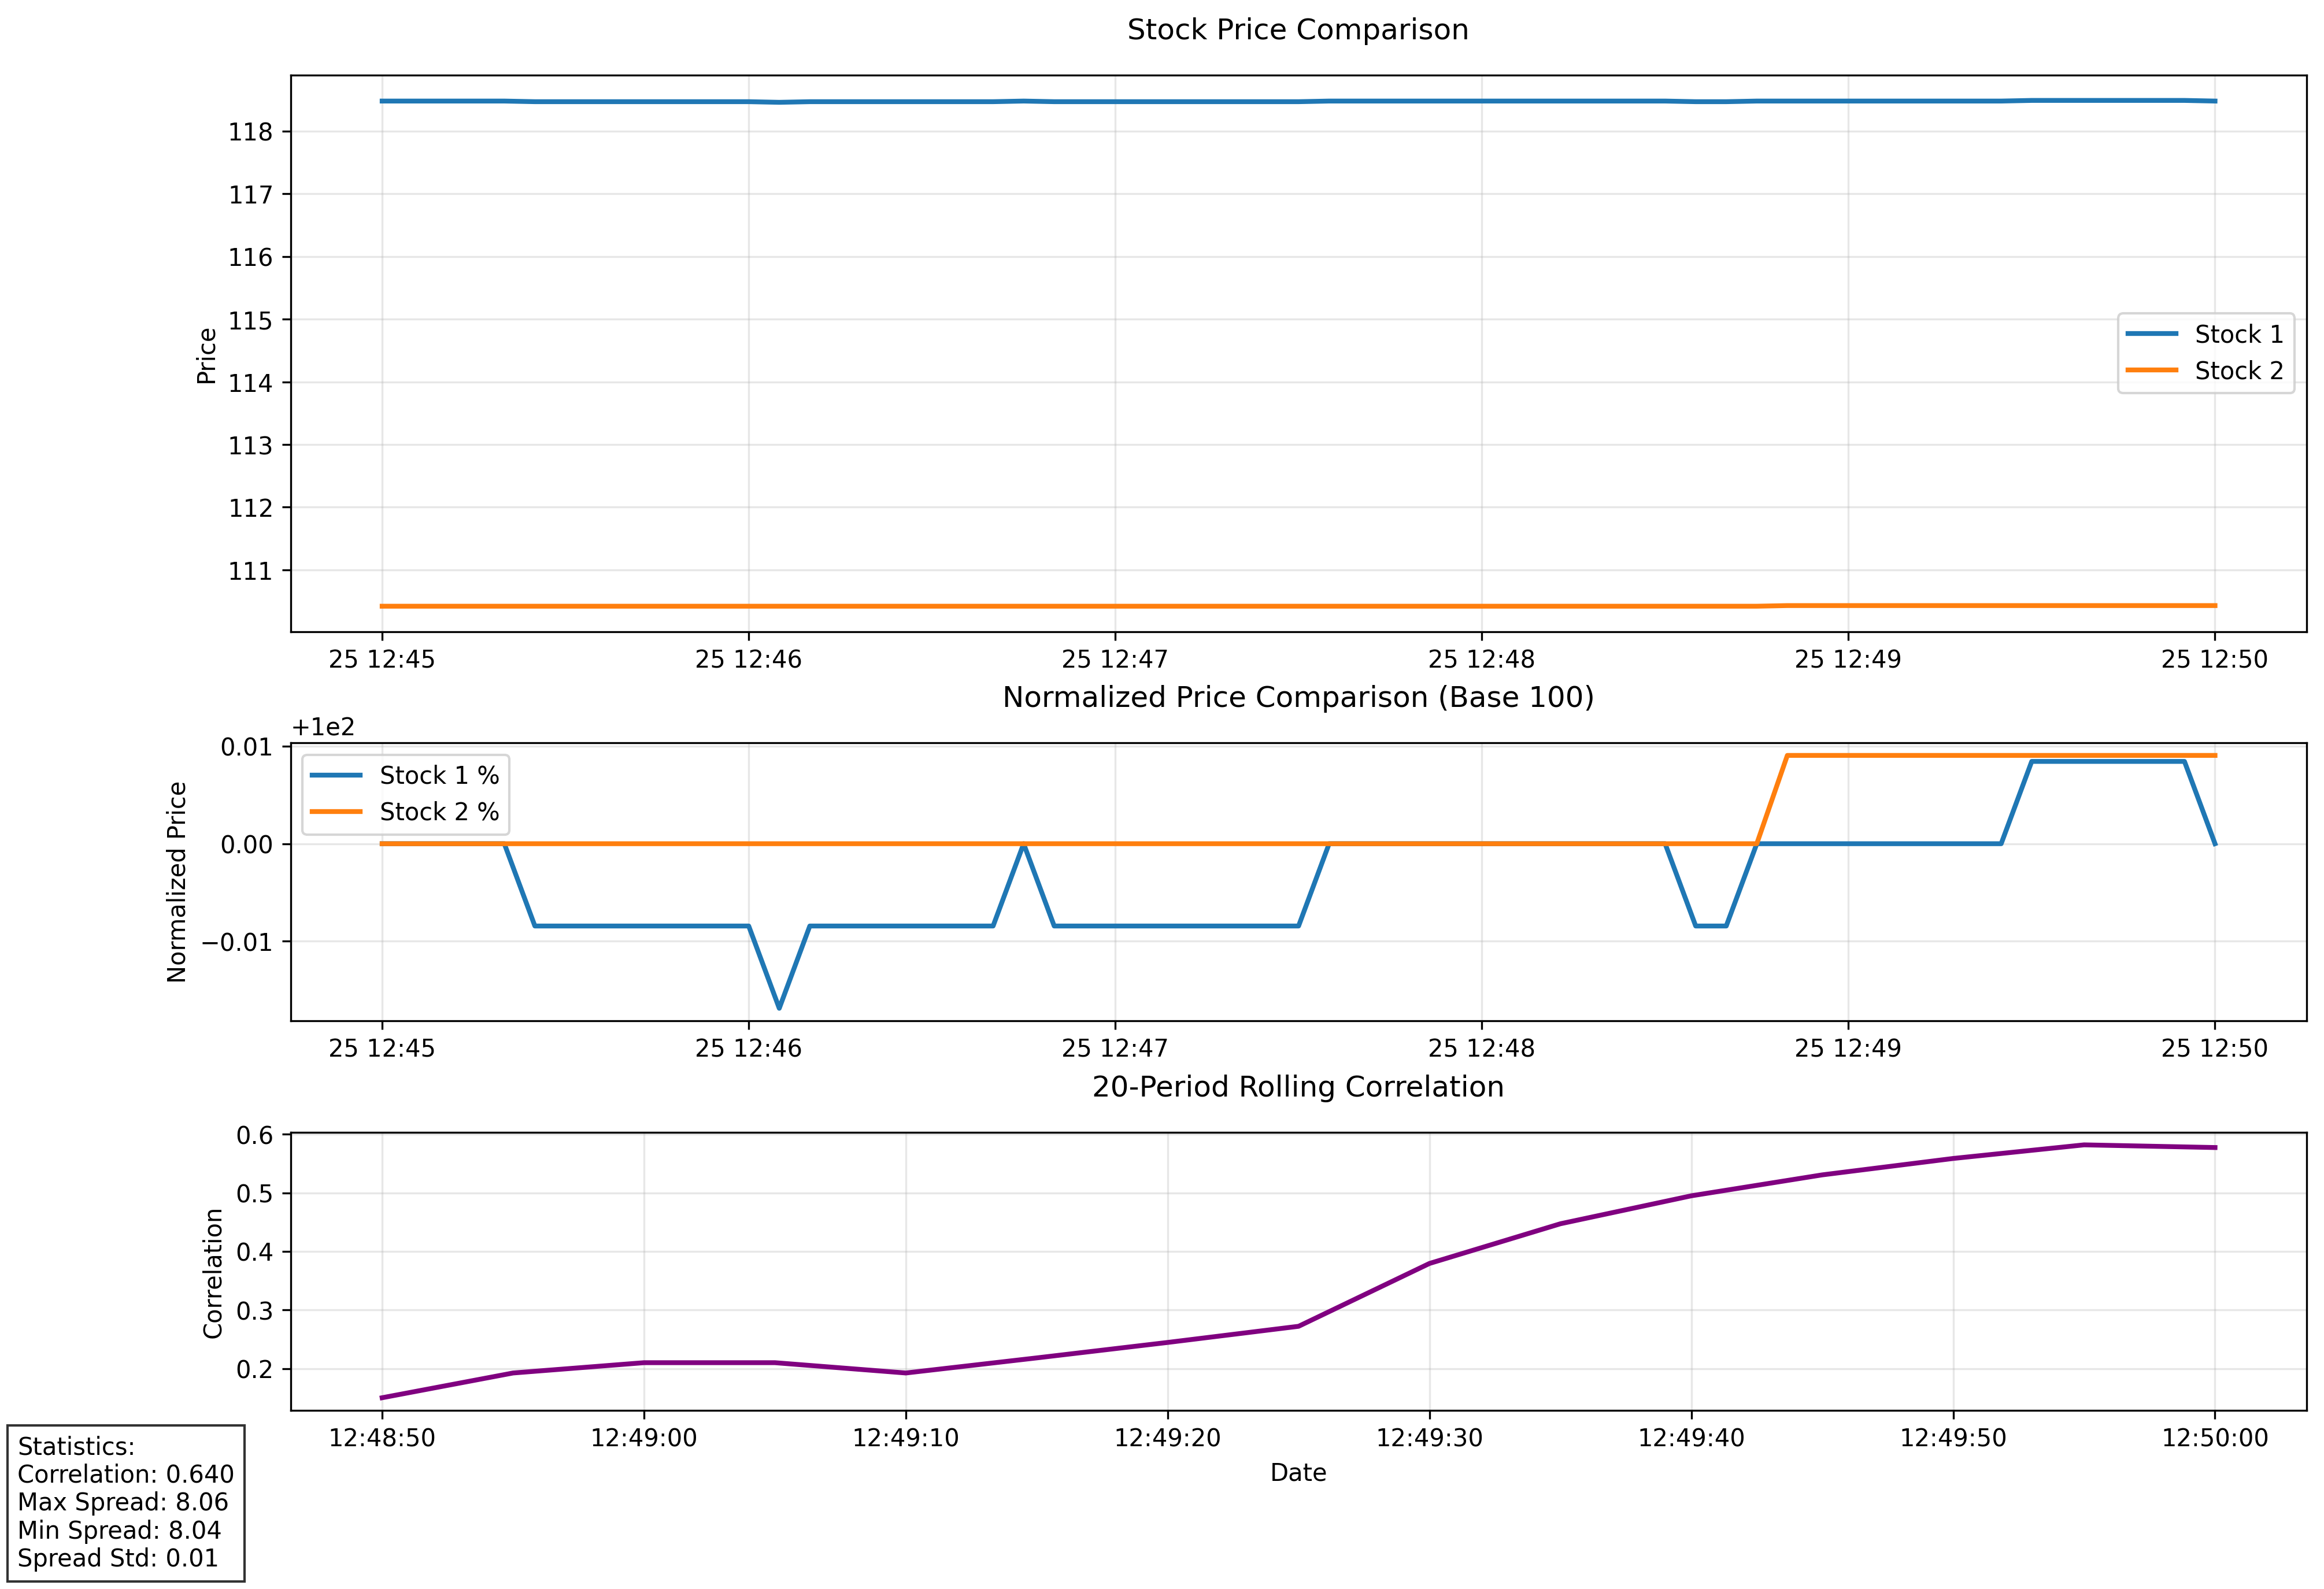 Stock Price Comparison
118
117
116
115
114
113
112
111
Price
Stock 1
Stock 2
25 12:45 25 12:46 25 12:47 25 12:48 25 12:49 25 12:50
Normalized Price Comparison (Base 100)
+1e2
0.01
0.00
−0.01
Normalized Price
Stock 1 %
Stock 2 %
25 12:45 25 12:46 25 12:47 25 12:48 25 12:49 25 12:50
20-Period Rolling Correlation
0.6
0.5
0.4
0.3
0.2
Correlation
12:48:50 12:49:00 12:49:10 12:49:20 12:49:30 12:49:40 12:49:50 12:50:00
Date
Statistics:
Correlation: 0.640
Max Spread: 8.06
Min Spread: 8.04
Spread Std: 0.01